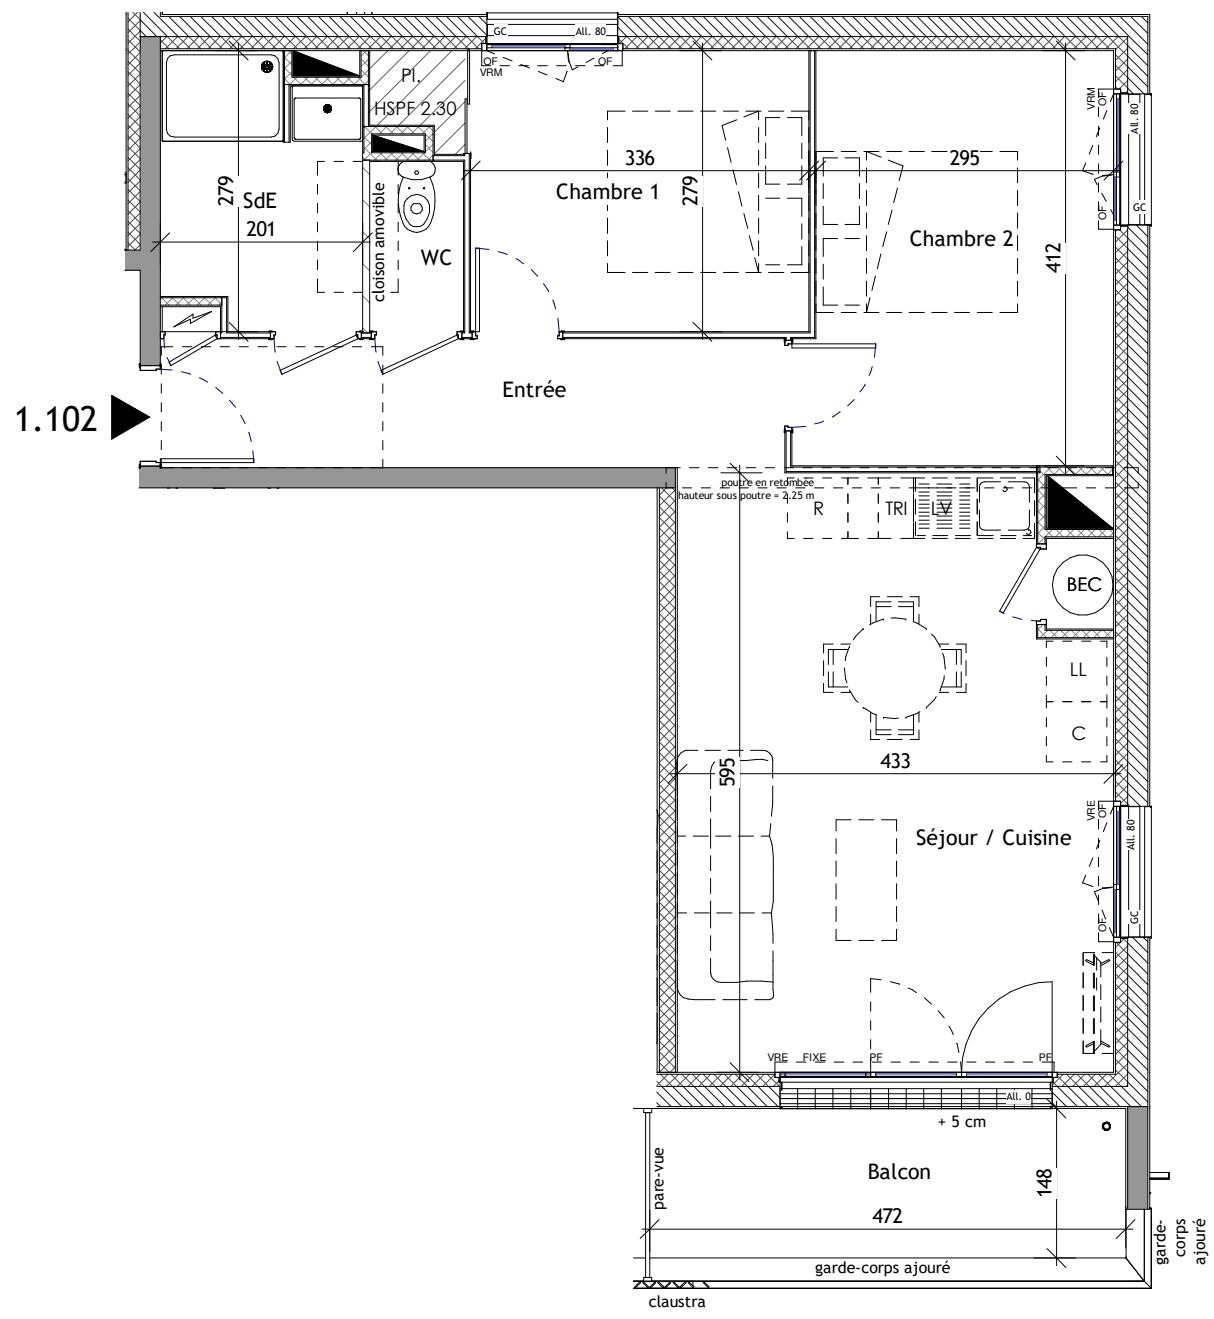 GC All. 80
OF OF
VRM
Pl.
HSPF 2.30
VRM OF
All. 80
GC
OF
336
295
279
SdE
201
279
Chambre 1
Chambre 2
412
cloison amovible
WC
Entrée
1.102
poutre en retombée
hauteur sous poutre = 2.25 m
R TRI LV
BEC
LL
C
595
433
VRE OF
All. 80
Séjour / Cuisine
GC
OF
VRE FIXE PF PF
All. 0
+ 5 cm
pare-vue
Balcon
148
472
garde-corps ajouré
garde-
corps
ajouré
claustra